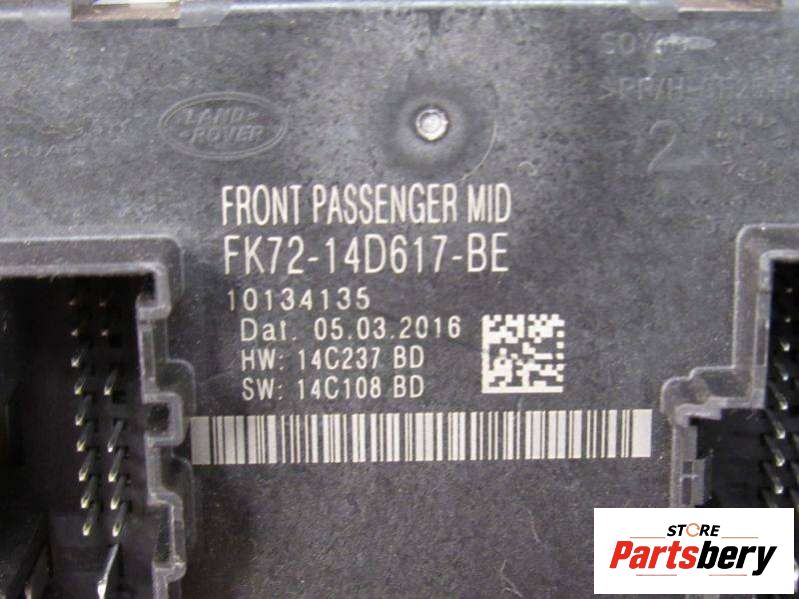 LAND-
-ROVER
FRONT PASSENGER MID
FK72-14D617-BE
10134135
Dat. 05.03.2016
HW: 14C237 BD
SW: 14C108 BD
2
STORE
Partsbery